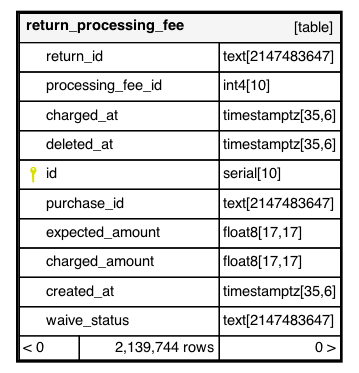 return_processing_fee [table]
return_id text[2147483647]
processing_fee_id int4[10]
charged_at timestamptz[35,6]
deleted_at timestamptz[35,6]
id serial[10]
purchase_id text[2147483647]
expected_amount float8[17,17]
charged_amount float8[17,17]
created_at timestamptz[35,6]
waive_status text[2147483647]
< 0 2,139,744 rows 0 >